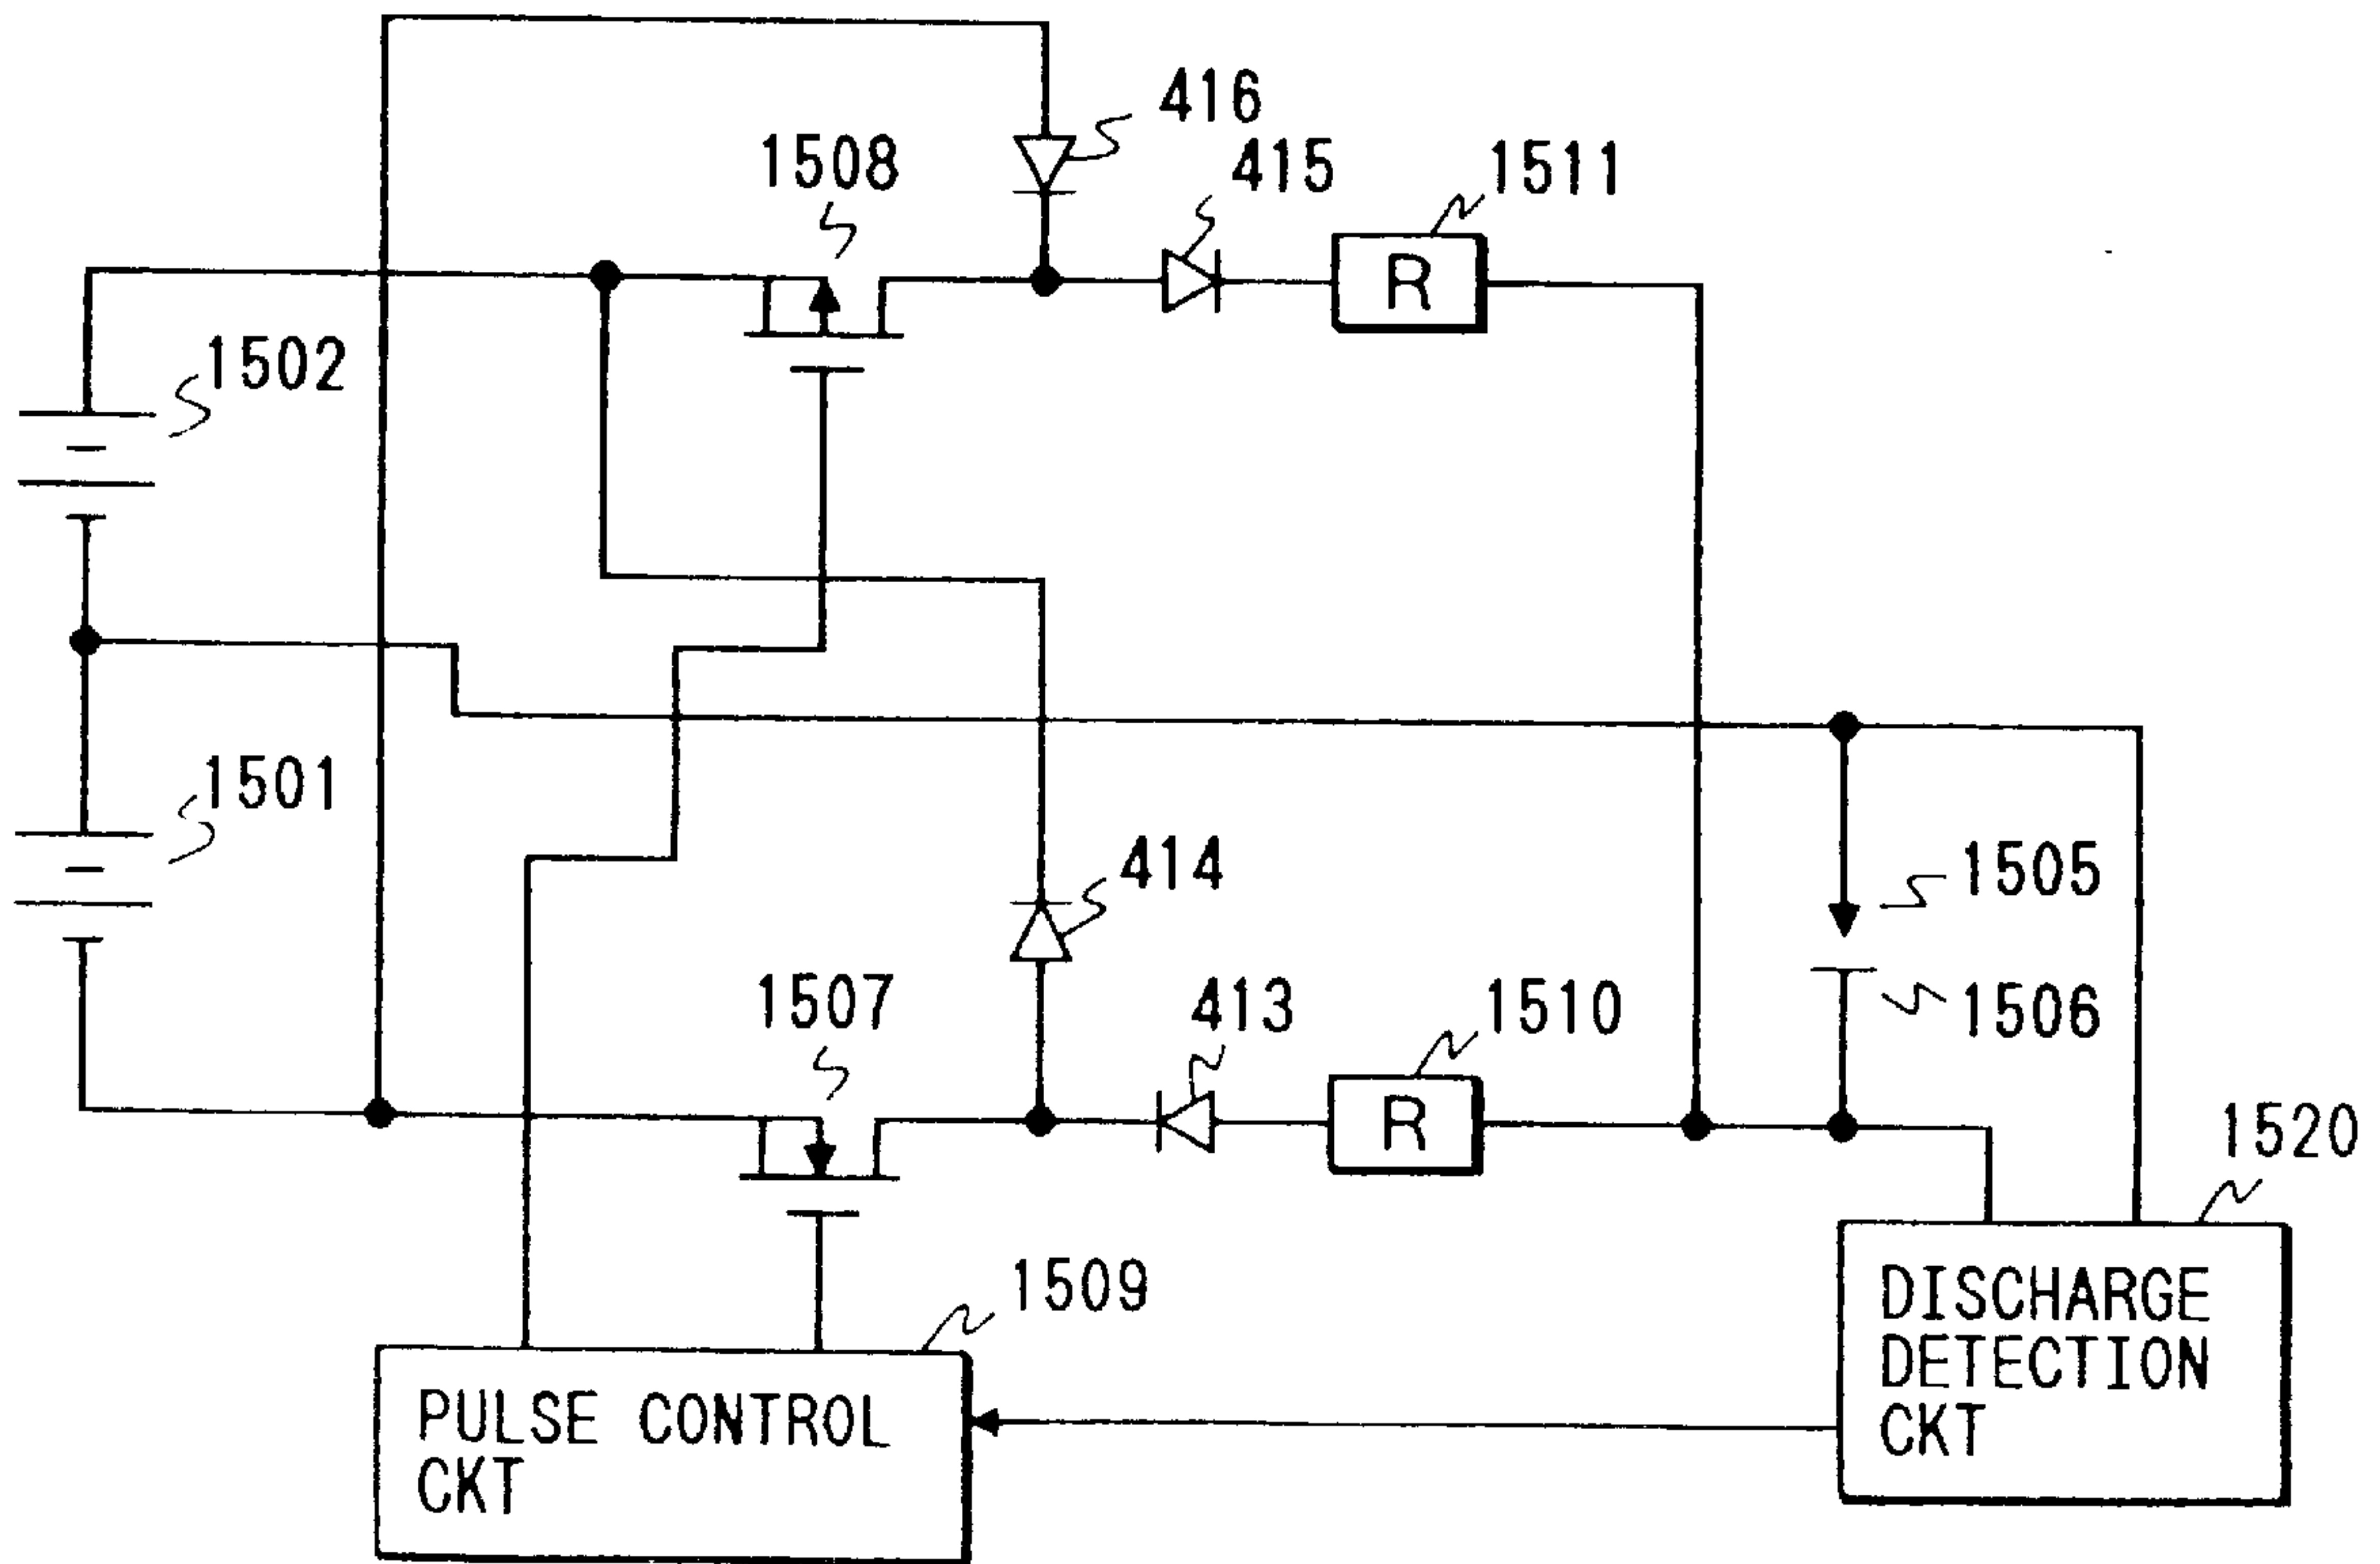 416
1508
415
1511
R
1502
1501
414
1505
1507
413
1510
1506
R
1520
1509
DISCHARGE
DETECTION
CKT
PULSE CONTROL
CKT